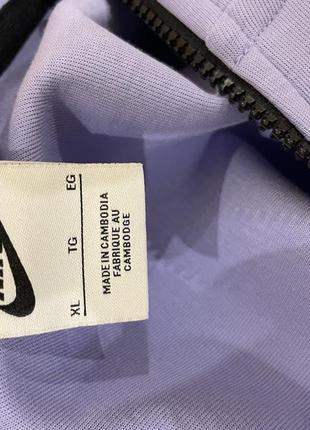 XL TG EG
MADE IN CAMBODIA
FABRIQUE AU
CAMBODGE